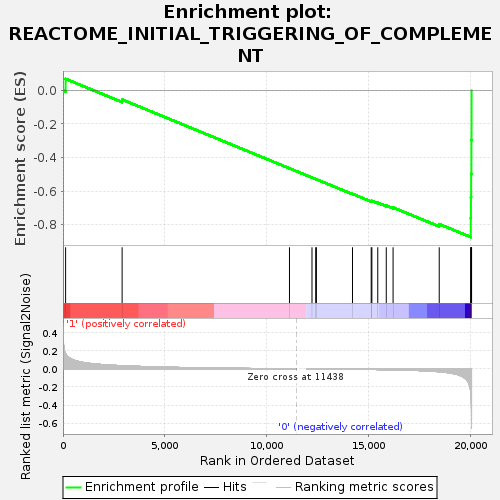 Enrichment plot:
REACTOME_INITIAL_TRIGGERING_OF_COMPLEME
NT
Enrichment score (ES)
0.0
-0.2
-0.4
-0.6
-0.8
'1' (positively correlated)
Ranked list metric (Signal2Noise)
0.4
0.2
0.0
-0.2
-0.4
-0.6
Zero cross at 11438
'0' (negatively correlated)
0
5,000
10,000
15,000
20,000
Rank in Ordered Dataset
Enrichment profile
Hits
Ranking metric scores